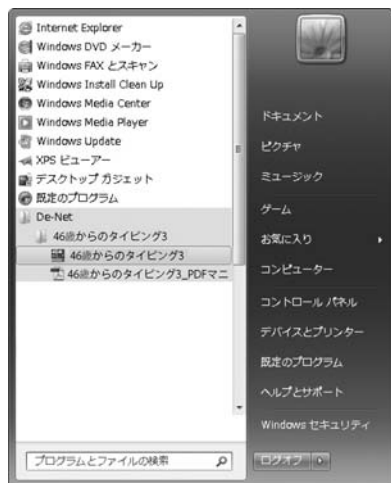 Internet Explorer
Windows DVD メーカー
Windows FAX とスキャン
Windows Install Clean Up
Windows Media Center
Windows Media Player
Windows Update
XPS ビューアー
デスクトップ ガジェット
既定のプログラム
De-Net
46歳からのタイピング3
46歳からのタイピング3
46歳からのタイピング3_PDFマニ
プログラムとファイルの検索
ドキュメント
ピクチャ
ミュージック
ゲーム
お気に入り
コンピューター
コントロール パネル
デバイスとプリンター
既定のプログラム
ヘルプとサポート
Windows セキュリティ
ログオフ